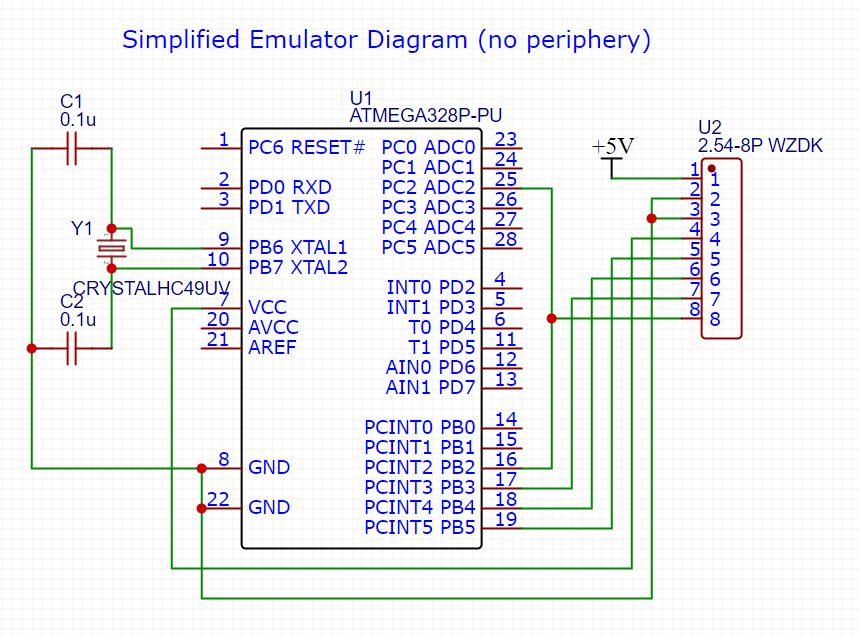 Simplified Emulator Diagram (no periphery)
C1
0.1u
U1
ATMEGA328P-PU
1 PC6 RESET# PC0 ADC0 23
PC1 ADC1 24
2 PD0 RXD PC2 ADC2 25
3 PD1 TXD PC3 ADC3 26
PC4 ADC4 27
9 PB6 XTAL1 PC5 ADC5 28
10 PB7 XTAL2
INT0 PD2 4
7 VCC INT1 PD3 5
20 AVCC T0 PD4 6
21 AREF T1 PD5 11
AIN0 PD6 12
AIN1 PD7 13
PCINT0 PB0 14
PCINT1 PB1 15
8 GND PCINT2 PB2 16
PCINT3 PB3 17
22 GND PCINT4 PB4 18
PCINT5 PB5 19
Y1
1
2
CRYSTALHC49UV
C2
0.1u
+5V
U2
2.54-8P WZDK
1 1
2 2
3 3
4 4
5 5
6 6
7 7
8 8